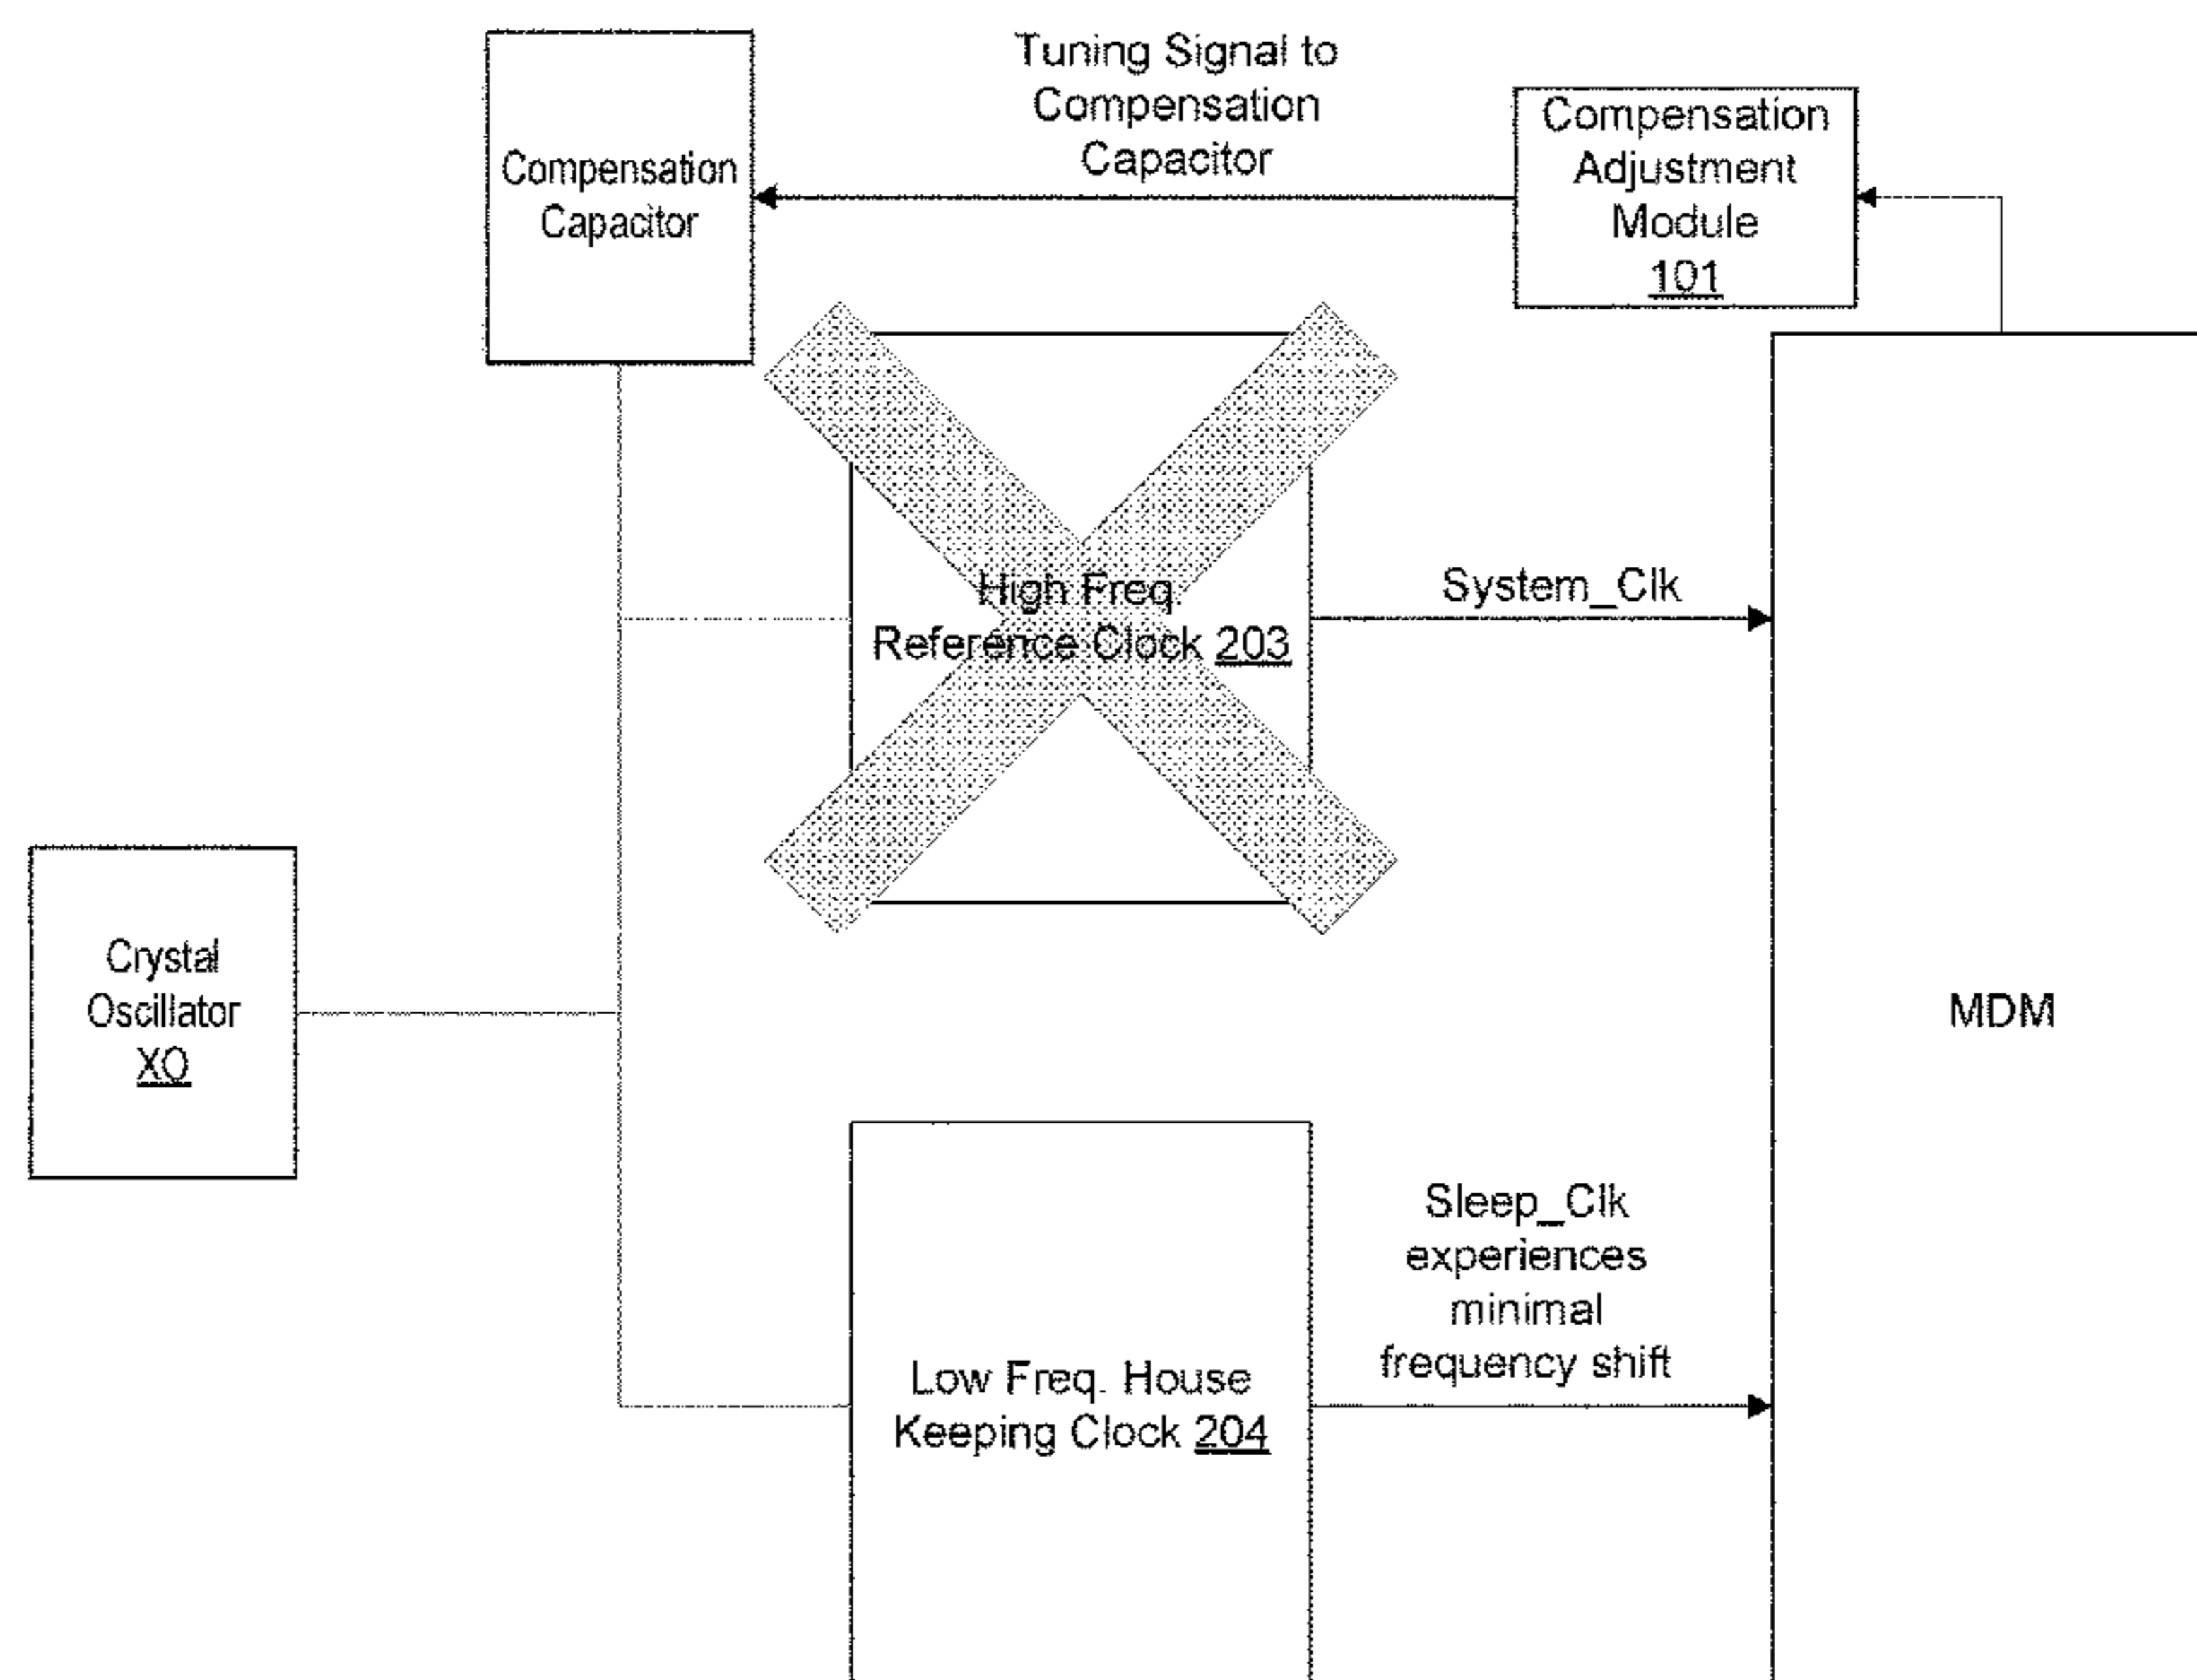 Tuning Signal to
Compensation
Capacitor
Compensation
Adjustment
Module
101
Compensation
Capacitor
High Freq.
Reference Clock 203
System_Clk
Crystal
Oscillator
XO
MDM
Sleep_Clk
experiences
minimal
frequency shift
Low Freq. House
Keeping Clock 204